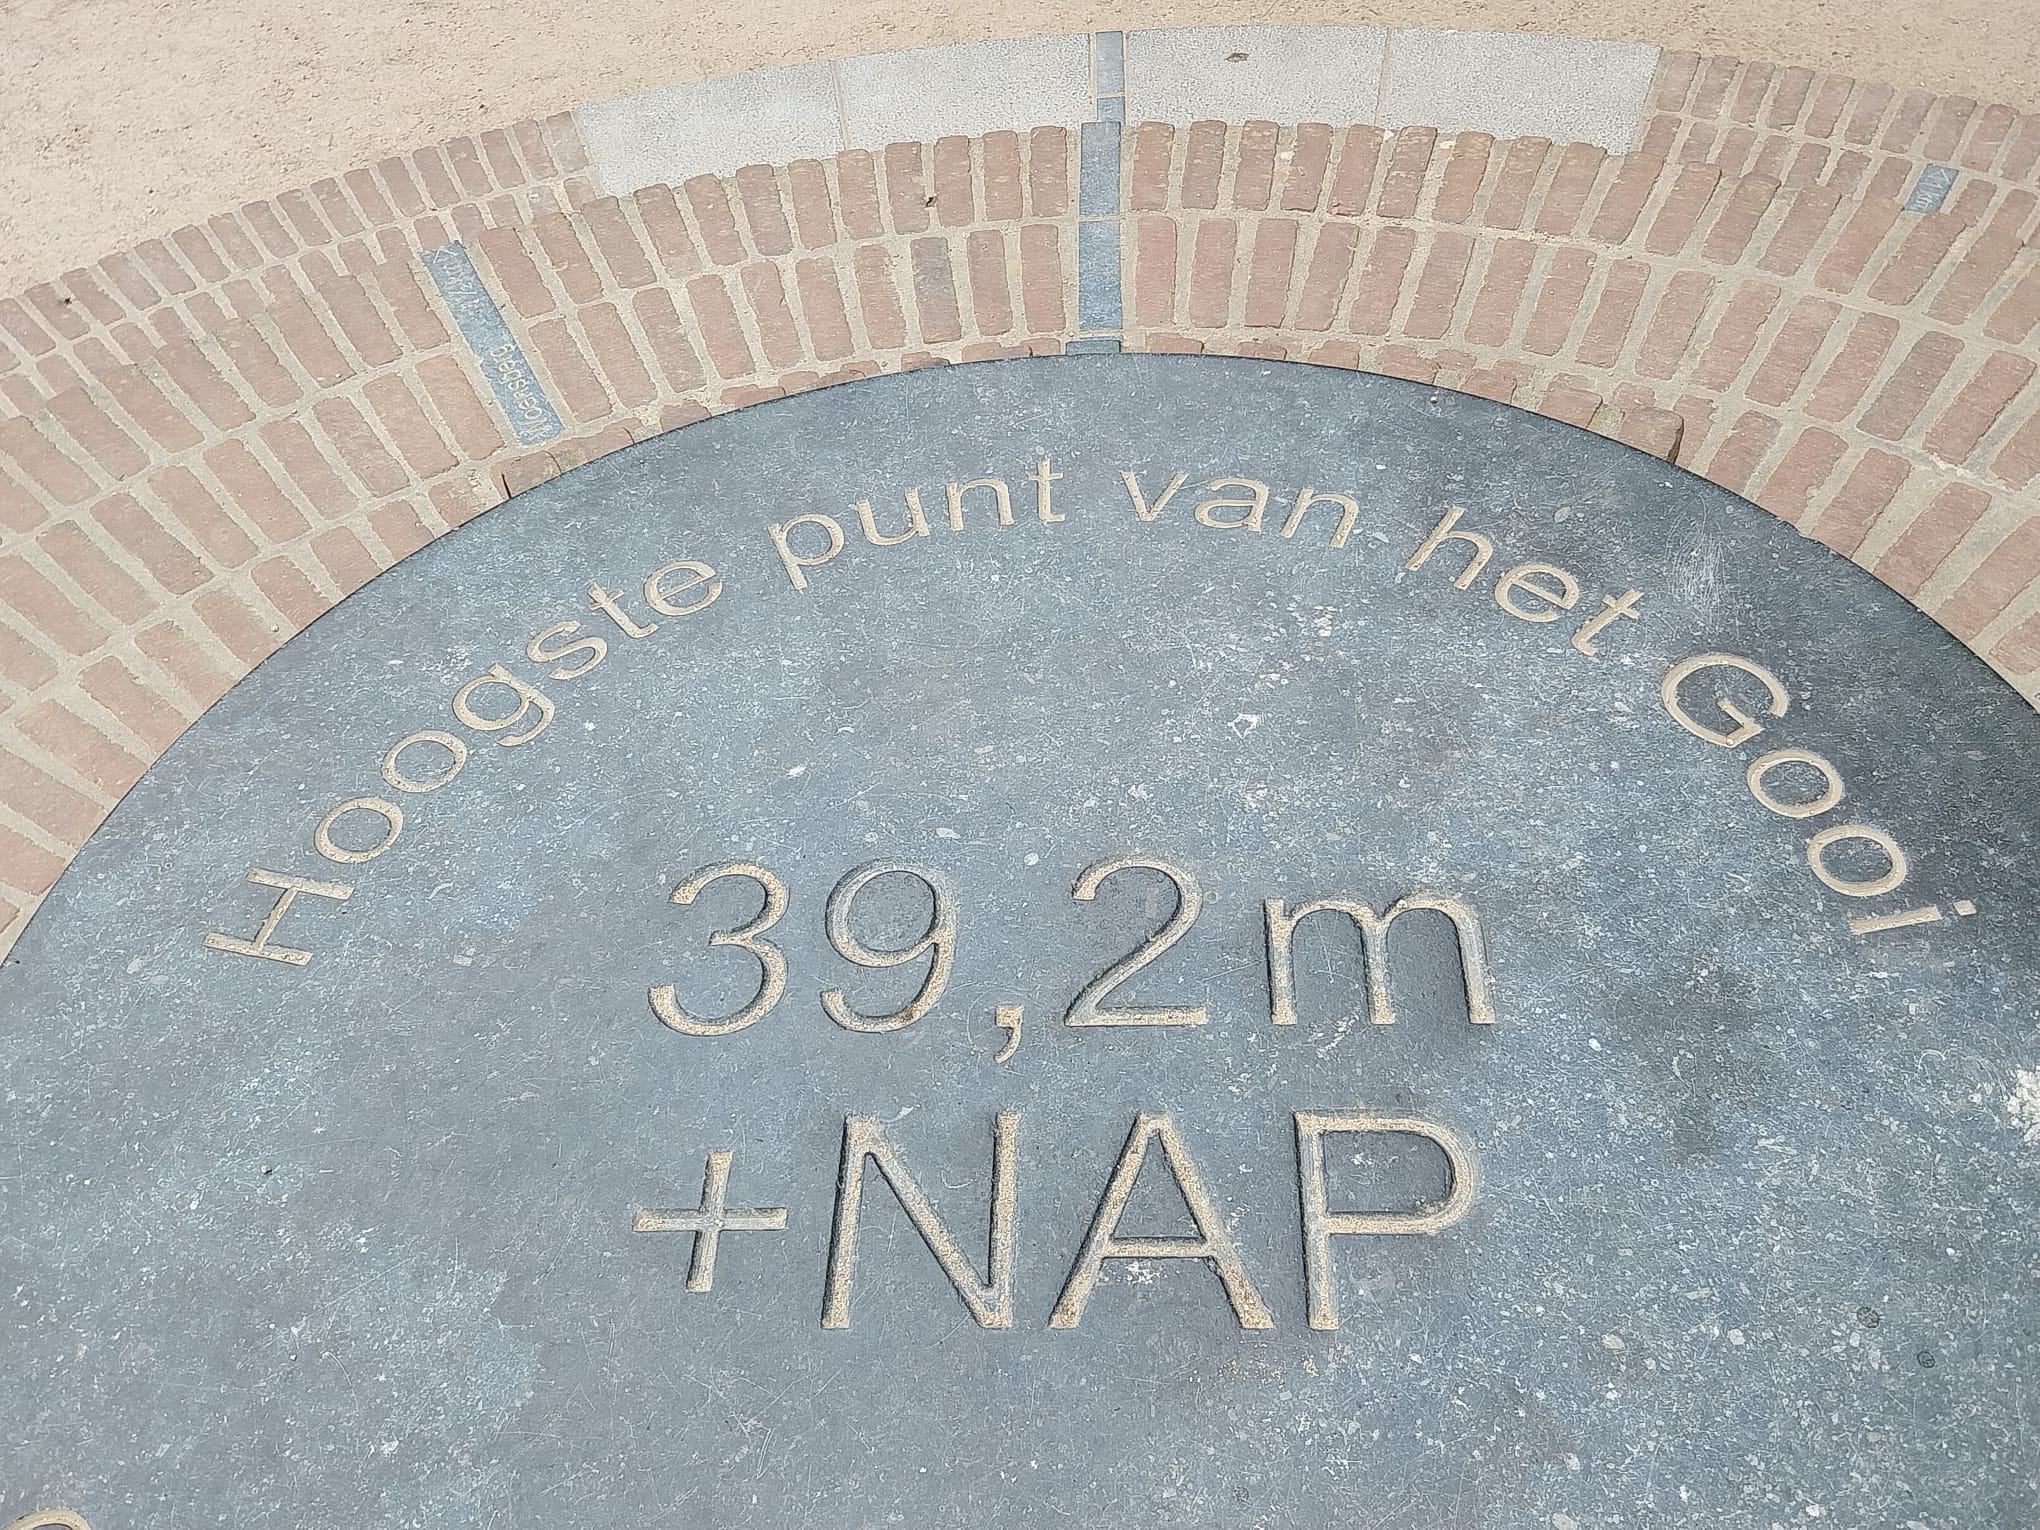 Hoogste punt van het Gooi
39,2m
+NAP